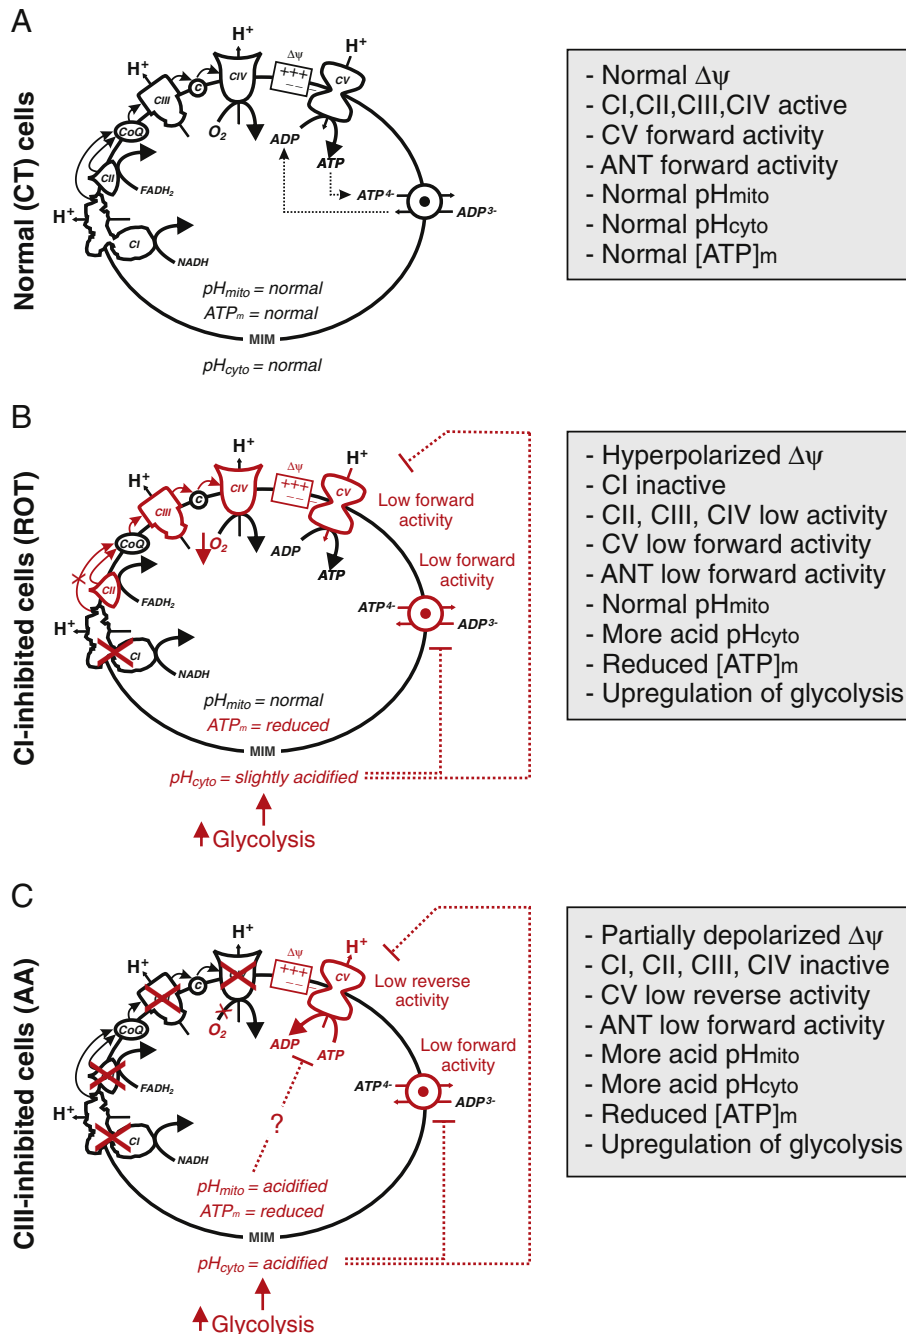 A
Normal (CT) cells
H⁺
H⁺
H⁺
H⁺
Δψ
+++
– – –
CI
CII
CIII
CIV
CV
CoQ
C
O₂
ADP
ATP
ATP⁴⁻
ADP³⁻
FADH₂
NADH
pHmito = normal
ATPm = normal
MIM
pHcyto = normal
- Normal Δψ
- CI,CII,CIII,CIV active
- CV forward activity
- ANT forward activity
- Normal pHmito
- Normal pHcyto
- Normal [ATP]m
B
CI-inhibited cells (ROT)
H⁺
H⁺
H⁺
H⁺
Δψ
+++
– – –
CI
CII
CIII
CIV
CV
CoQ
C
O₂
ADP
ATP
Low forward
activity
Low forward
activity
ATP⁴⁻
ADP³⁻
FADH₂
NADH
pHmito = normal
ATPm = reduced
MIM
pHcyto = slightly acidified
Glycolysis
- Hyperpolarized Δψ
- CI inactive
- CII, CIII, CIV low activity
- CV low forward activity
- ANT low forward activity
- Normal pHmito
- More acid pHcyto
- Reduced [ATP]m
- Upregulation of glycolysis
C
CIII-inhibited cells (AA)
H⁺
H⁺
H⁺
H⁺
Δψ
+++
– – –
CI
CV
CoQ
C
O₂
ADP
ATP
Low reverse
activity
Low forward
activity
ATP⁴⁻
ADP³⁻
FADH₂
NADH
?
pHmito = acidified
ATPm = reduced
MIM
pHcyto = acidified
Glycolysis
- Partially depolarized Δψ
- CI, CII, CIII, CIV inactive
- CV low reverse activity
- ANT low forward activity
- More acid pHmito
- More acid pHcyto
- Reduced [ATP]m
- Upregulation of glycolysis